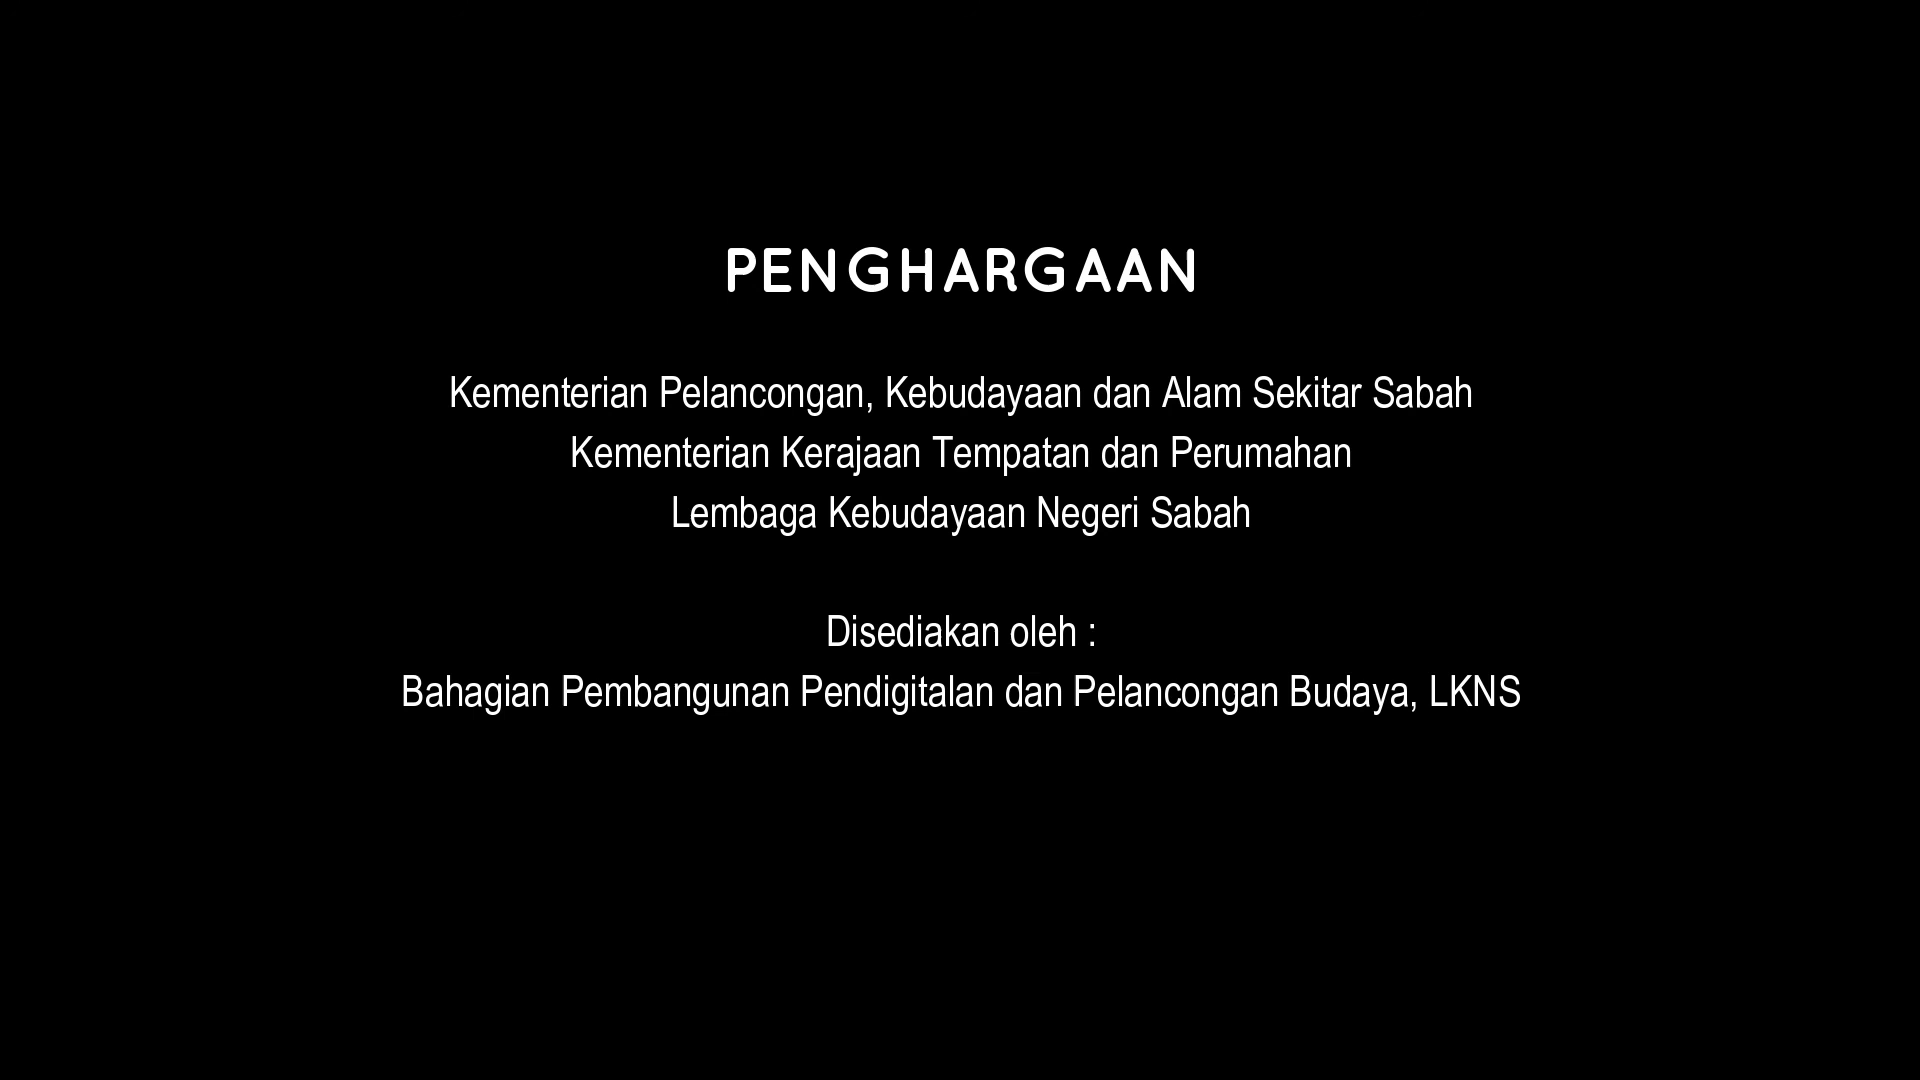 PENGHARGAAN
Kementerian Pelancongan, Kebudayaan dan Alam Sekitar Sabah
Kementerian Kerajaan Tempatan dan Perumahan
Lembaga Kebudayaan Negeri Sabah
Disediakan oleh :
Bahagian Pembangunan Pendigitalan dan Pelancongan Budaya, LKNS